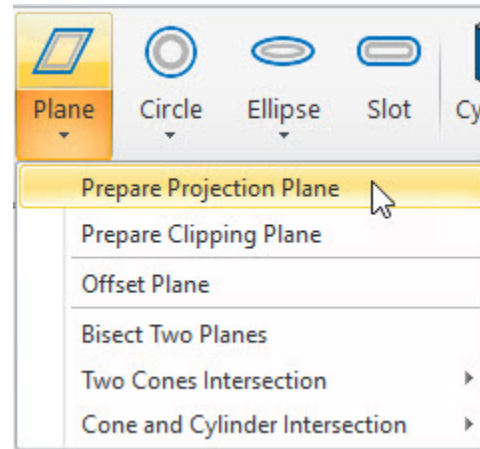 Plane Circle Ellipse Slot Cy
Prepare Projection Plane
Prepare Clipping Plane
Offset Plane
Bisect Two Planes
Two Cones Intersection
Cone and Cylinder Intersection